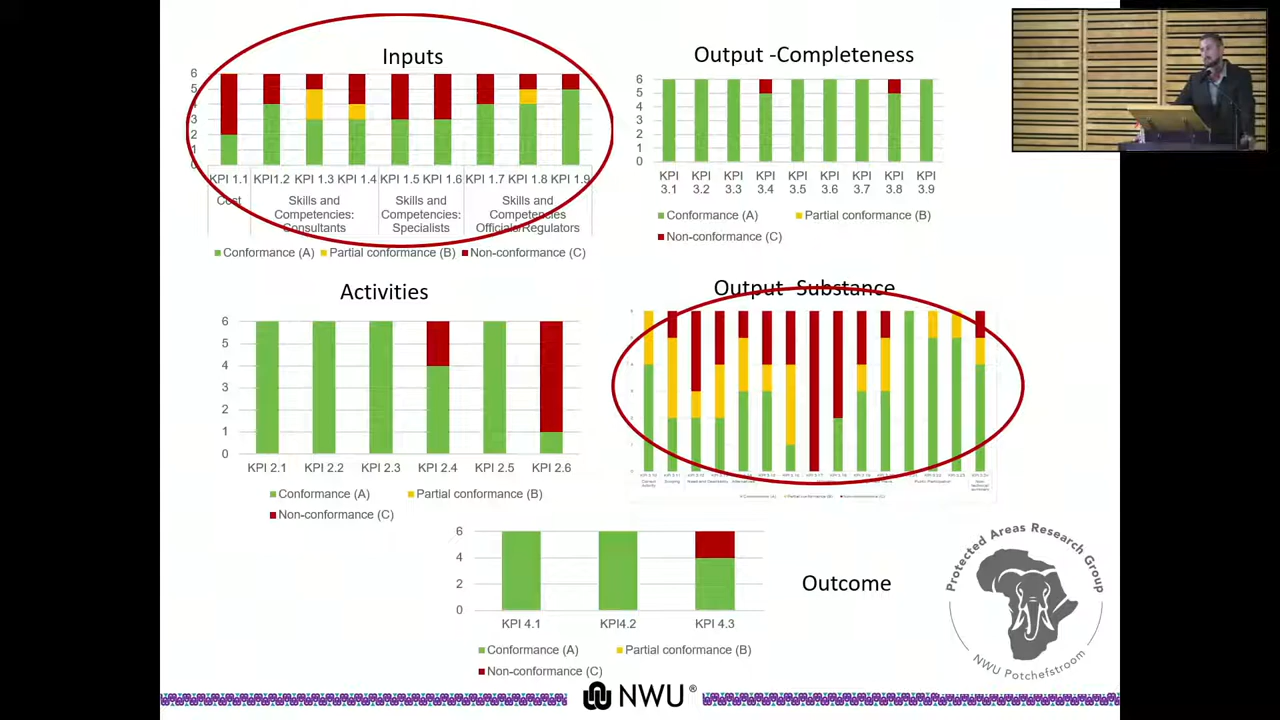 Inputs
6
5
4
3
2
1
0
KPI 1.1 KPI1.2 KPI 1.3 KPI 1.4 KPI 1.5 KPI 1.6 KPI 1.7 KPI 1.8 KPI 1.9
Cost
Skills and
Competencies:
Consultants
Skills and
Competencies:
Specialists
Skills and
Competencies
Officials/Regulators
Conformance (A) Partial conformance (B) Non-conformance (C)
Output -Completeness
6
5
4
3
2
1
0
KPI 3.1
KPI 3.2
KPI 3.3
KPI 3.4
KPI 3.5
KPI 3.6
KPI 3.7
KPI 3.8
KPI 3.9
Conformance (A) Partial conformance (B)
Non-conformance (C)
Activities
6
5
4
3
2
1
0
KPI 2.1 KPI 2.2 KPI 2.3 KPI 2.4 KPI 2.5 KPI 2.6
Conformance (A) Partial conformance (B)
Non-conformance (C)
Output Substance
Public Participation
6
4
2
0
KPI 4.1 KPI4.2 KPI 4.3
Conformance (A) Partial conformance (B)
Non-conformance (C)
Outcome
Protected Areas Research Group
NWU Potchefstroom
NWU®